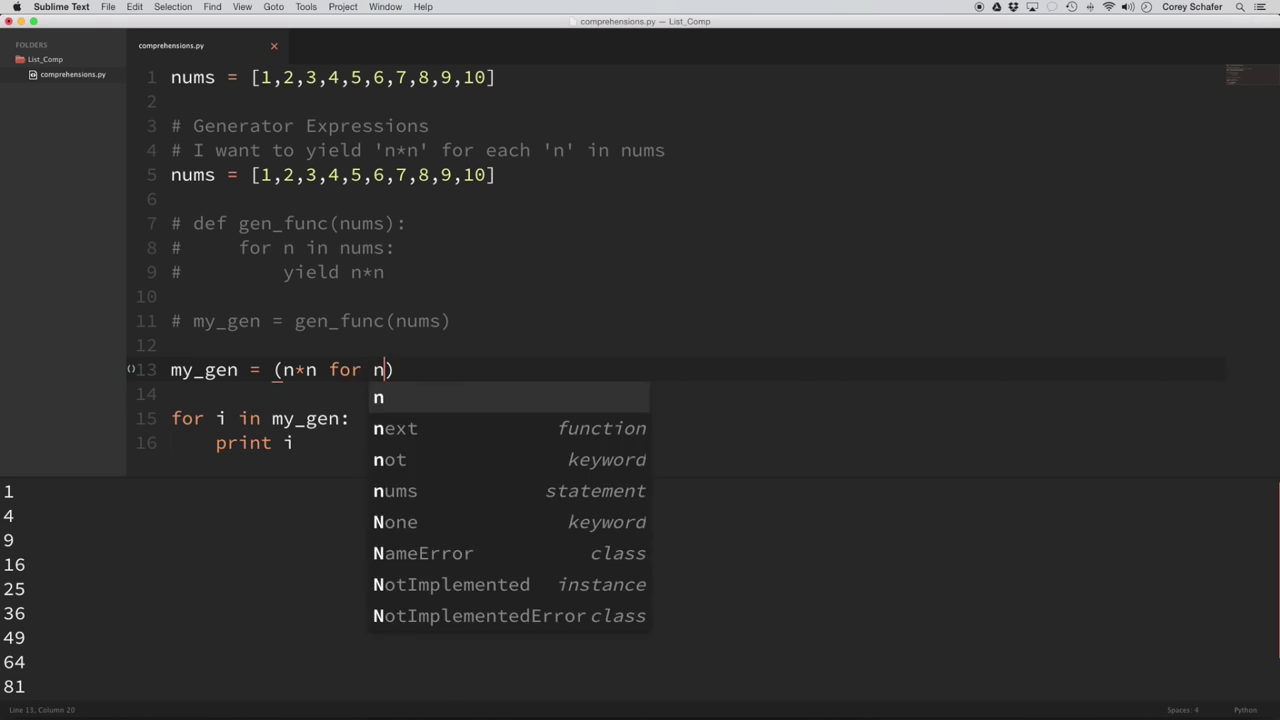 Sublime Text File Edit Selection Find View Goto Tools Project Window Help Corey Schafer
comprehensions.py — List_Comp
FOLDERS
List_Comp
comprehensions.py
comprehensions.py
1 nums = [1,2,3,4,5,6,7,8,9,10]
2
3 # Generator Expressions
4 # I want to yield 'n*n' for each 'n' in nums
5 nums = [1,2,3,4,5,6,7,8,9,10]
6
7 # def gen_func(nums):
8 #     for n in nums:
9 #         yield n*n
10
11 # my_gen = gen_func(nums)
12
13 my_gen = (n*n for n)
14
15 for i in my_gen:
16     print i
n
next function
not keyword
nums statement
None keyword
NameError class
NotImplemented instance
NotImplementedError class
1
4
9
16
25
36
49
64
81
Line 13, Column 20 Spaces: 4 Python